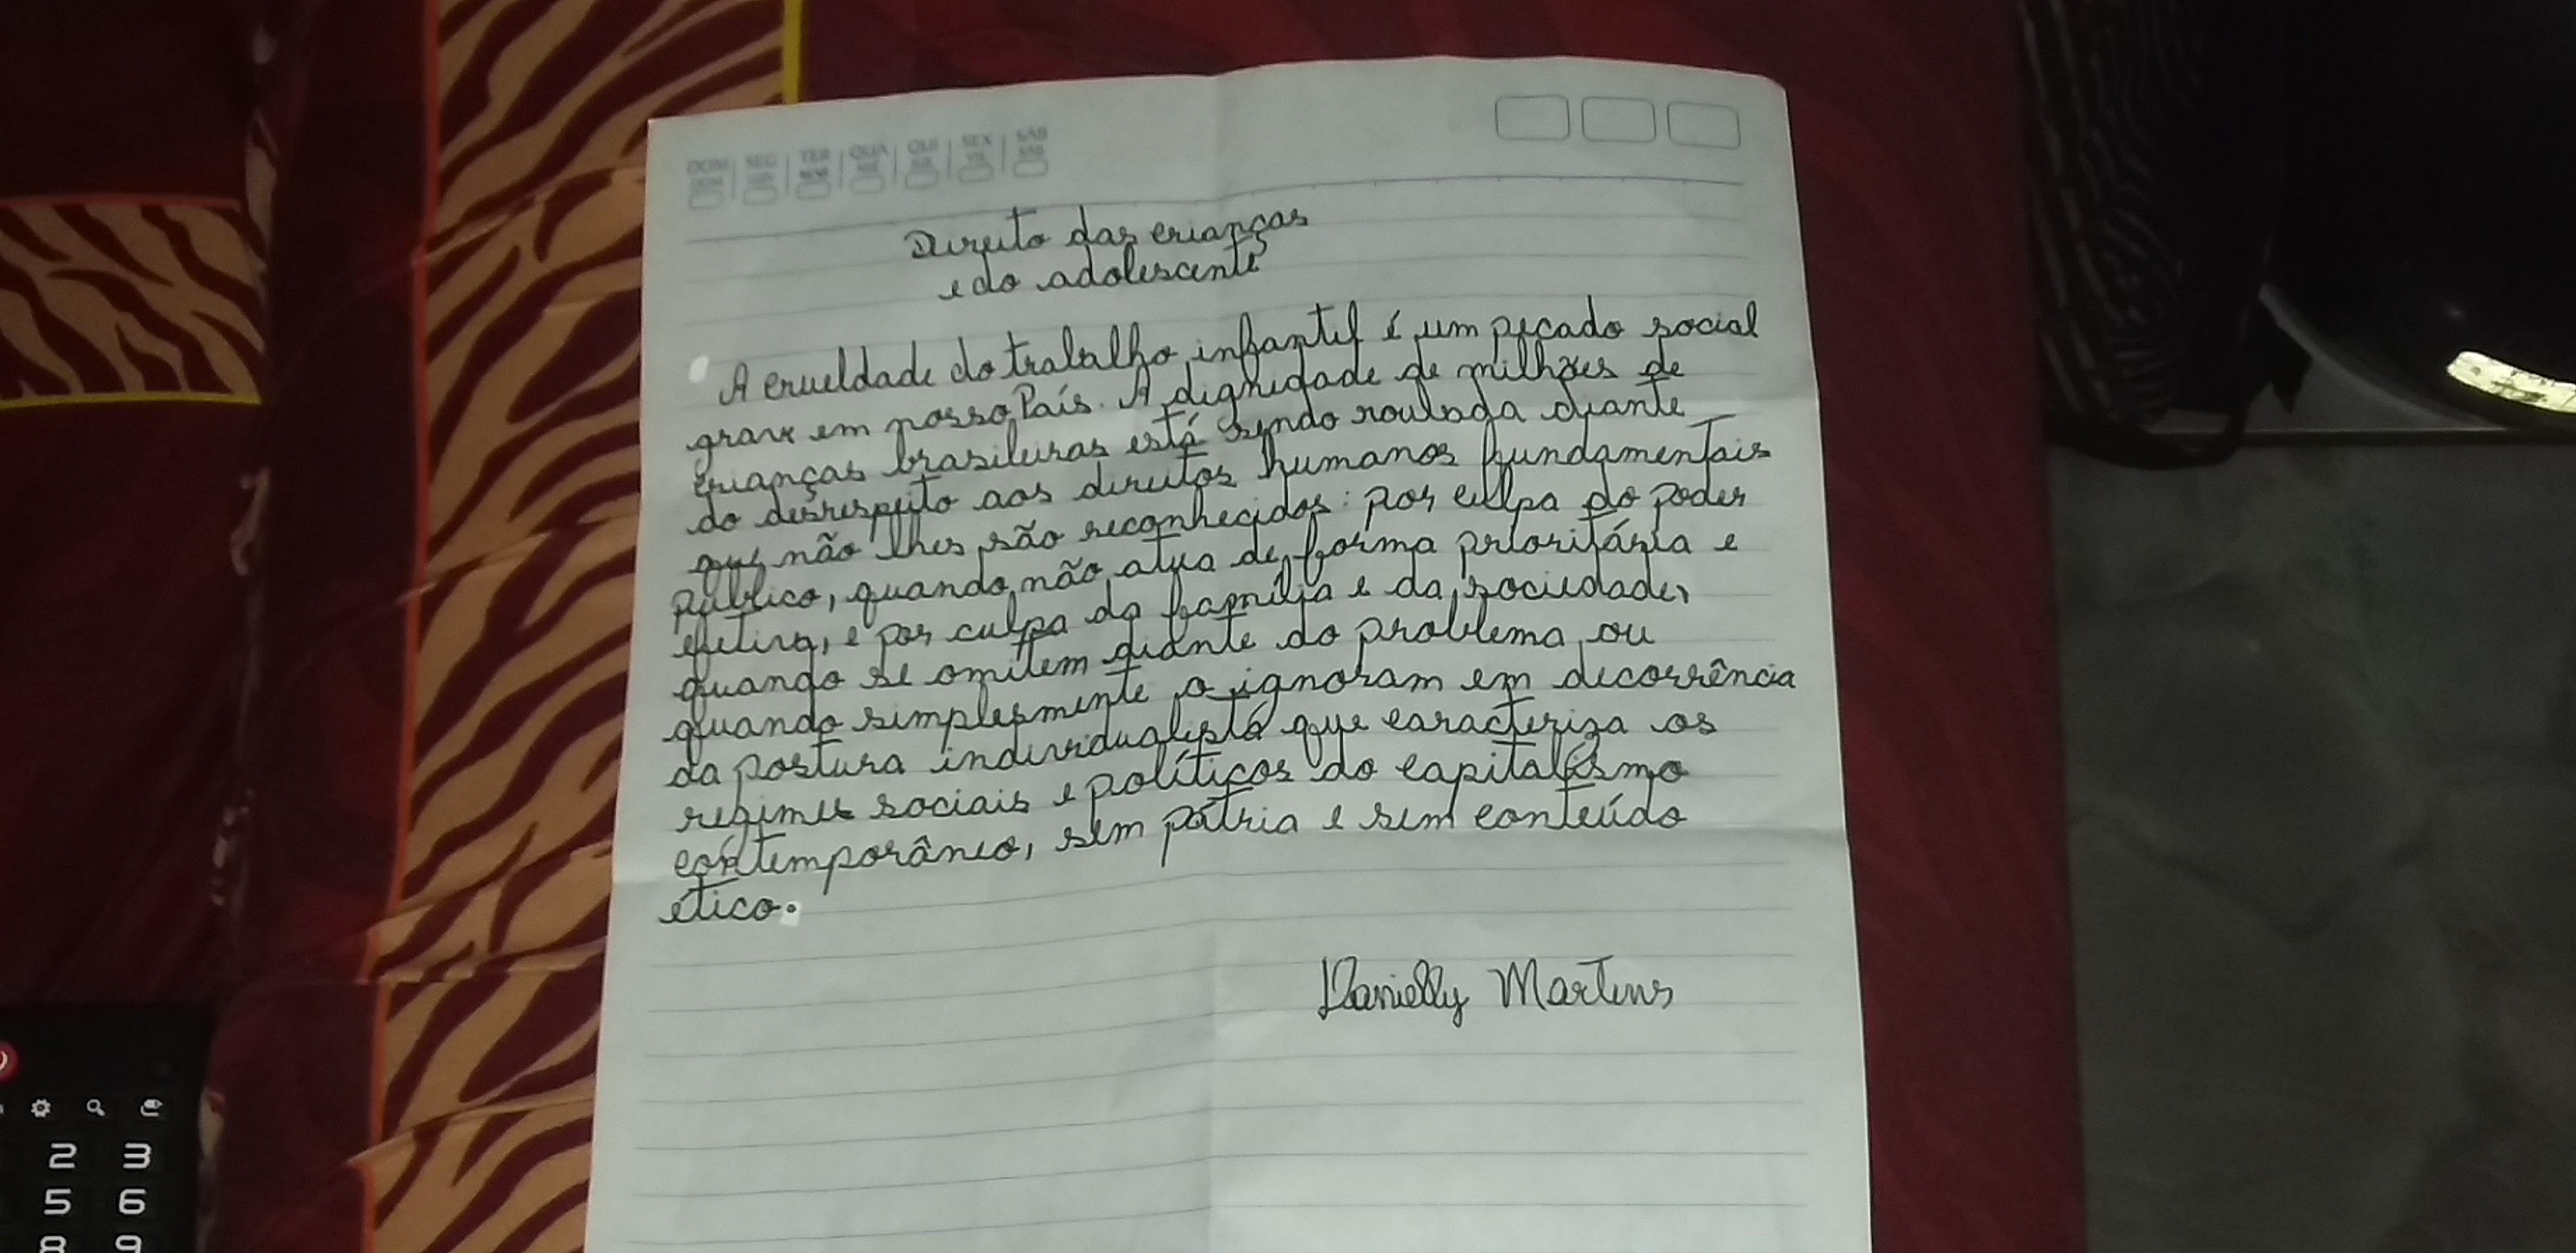 DOM SEG TER QUA QUI SEX SÁB
Direito das crianças
e do adolescente
A crueldade do trabalho infantil é um pecado social
grave em nosso País. A dignidade de milhões de
crianças brasileiras está sendo roubada diante
do desrespeito aos direitos humanos fundamentais
que não lhes são reconhecidos: por culpa do poder
público, quando não atua de forma prioritária e
efetiva, e por culpa da família e da sociedade,
quando se omitem diante do problema ou
quando simplesmente o ignoram em decorrência
da postura individualista que caracteriza os
regimes sociais e políticos do capitalismo
contemporâneo, sem pátria e sem conteúdo
ético.
Danielly Martins
2 3
5 6
8 9